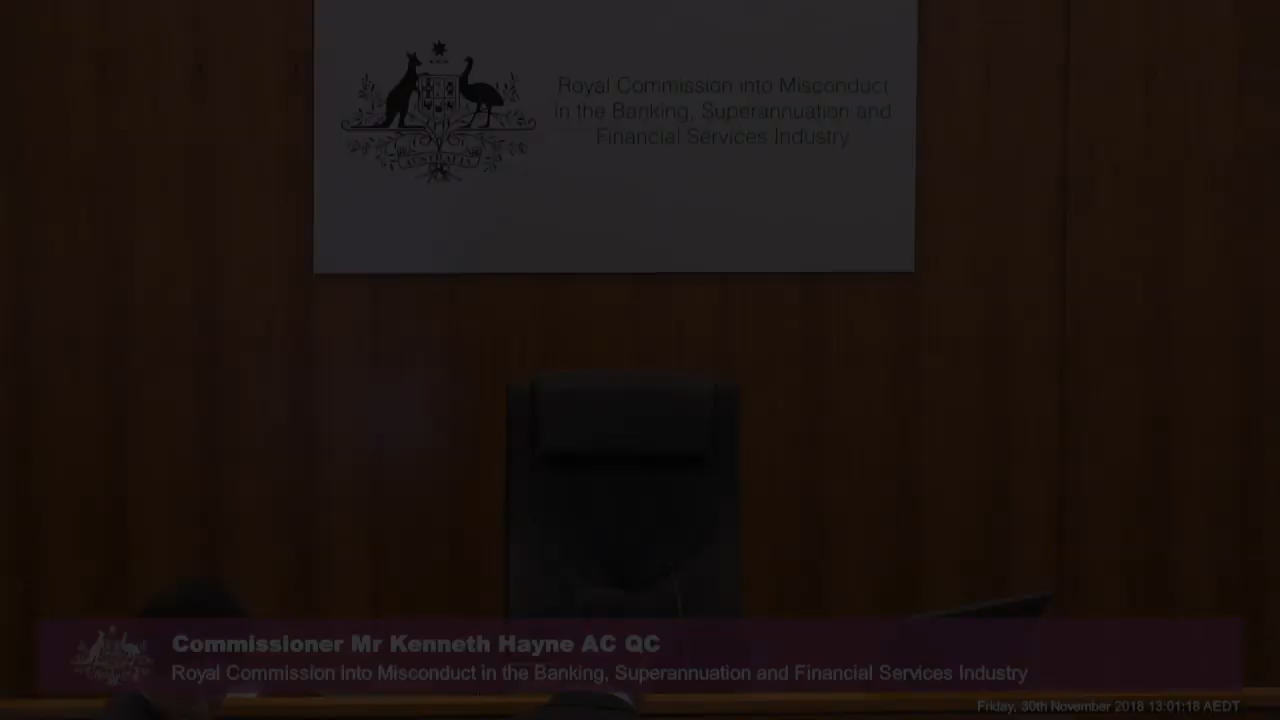 Royal Commission into Misconduct
in the Banking, Superannuation and
Financial Services Industry
AUSTRALIA
Commissioner Mr Kenneth Hayne AC QC
Royal Commission into Misconduct in the Banking, Superannuation and Financial Services Industry
Friday, 30th November 2018 13:01:18 AEDT